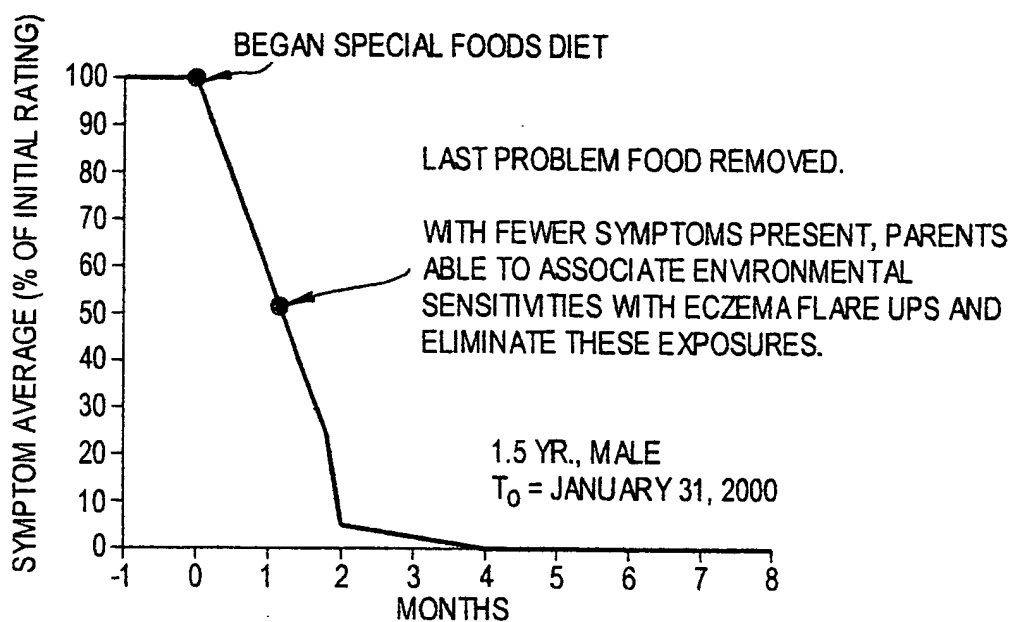 BEGAN SPECIAL FOODS DIET
SYMPTOM AVERAGE (% OF INITIAL RATING)
100
90
80
70
60
50
40
30
20
10
0
LAST PROBLEM FOOD REMOVED.
WITH FEWER SYMPTOMS PRESENT, PARENTS
ABLE TO ASSOCIATE ENVIRONMENTAL
SENSITIVITIES WITH ECZEMA FLARE UPS AND
ELIMINATE THESE EXPOSURES.
1.5 YR., MALE
T0 = JANUARY 31, 2000
-1 0 1 2 3 4 5 6 7 8
MONTHS